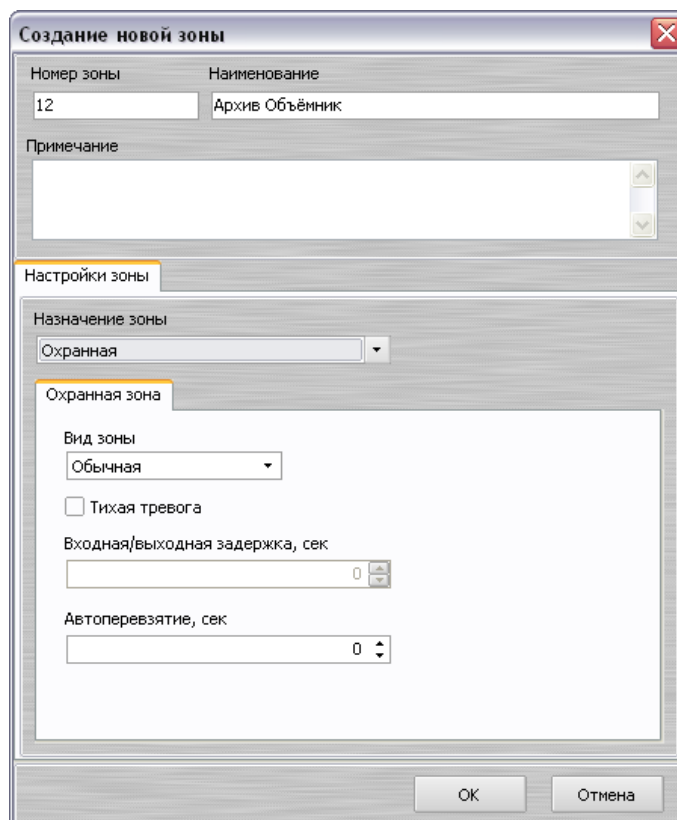 Создание новой зоны
Номер зоны Наименование
12 Архив Объёмник
Примечание
Настройки зоны
Назначение зоны
Охранная
Охранная зона
Вид зоны
Обычная
Тихая тревога
Входная/выходная задержка, сек
0
Автоперевзятие, сек
0
OK Отмена